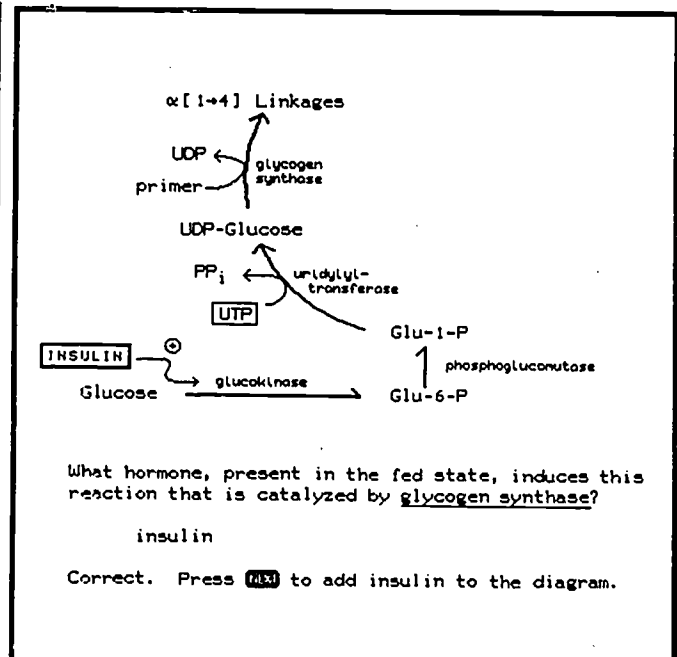 α[1→4] Linkages
UDP
glycogen
synthase
primer
UDP-Glucose
PPi
uridylyl-
transferase
UTP
Glu-1-P
INSULIN
⊕
phosphogluconutase
glucokinase
Glucose
Glu-6-P
What hormone, present in the fed state, induces this
reaction that is catalyzed by glycogen synthase?
insulin
Correct. Press NEXT to add insulin to the diagram.